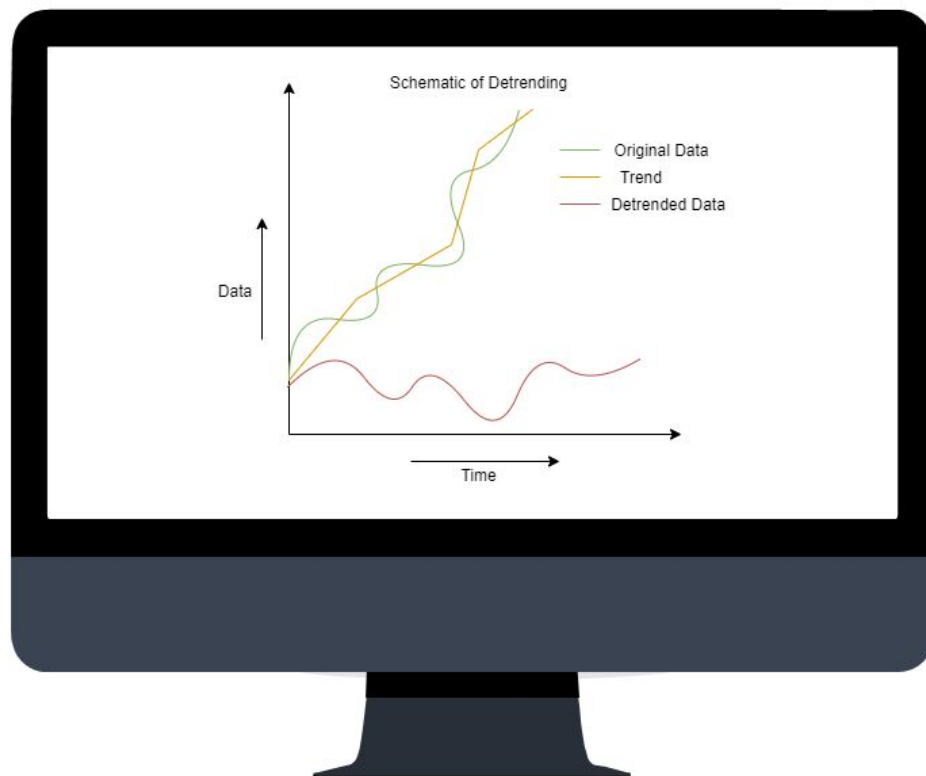 Schematic of Detrending
Original Data
Trend
Detrended Data
Data
Time